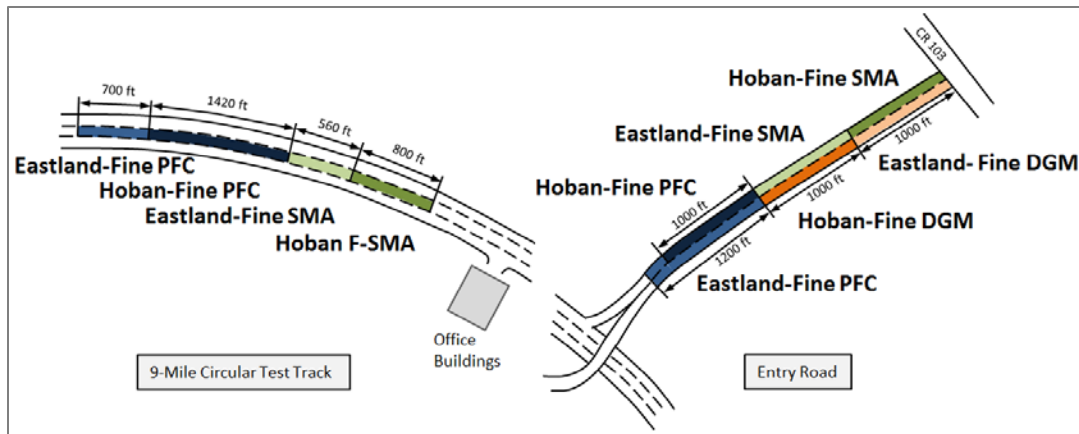 700 ft
1420 ft
560 ft
800 ft
Eastland-Fine PFC
Hoban-Fine PFC
Eastland-Fine SMA
Hoban F-SMA
Office
Buildings
9-Mile Circular Test Track
CR 103
Hoban-Fine SMA
Eastland-Fine SMA
1000 ft
Eastland- Fine DGM
Hoban-Fine PFC
1000 ft
1000 ft
Hoban-Fine DGM
1200 ft
Eastland-Fine PFC
Entry Road